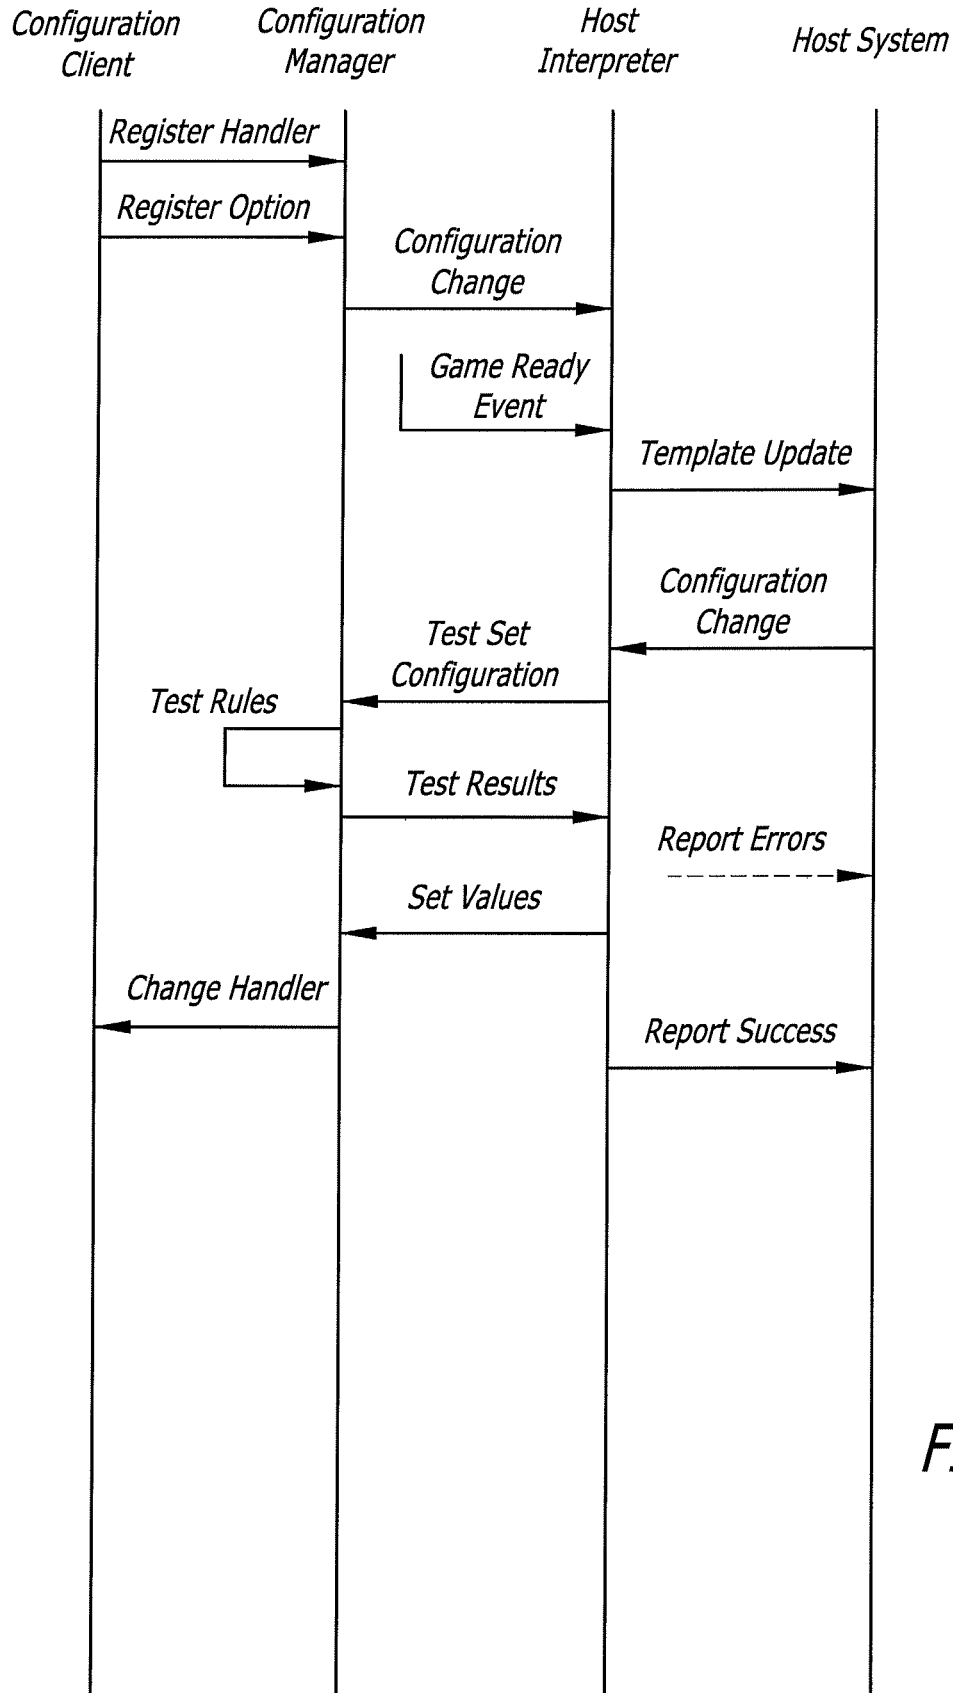 Configuration
Client
Configuration
Manager
Host
Interpreter
Host System
Register Handler
Register Option
Configuration
Change
Game Ready
Event
Template Update
Configuration
Change
Test Set
Configuration
Test Rules
Test Results
Report Errors
Set Values
Change Handler
Report Success